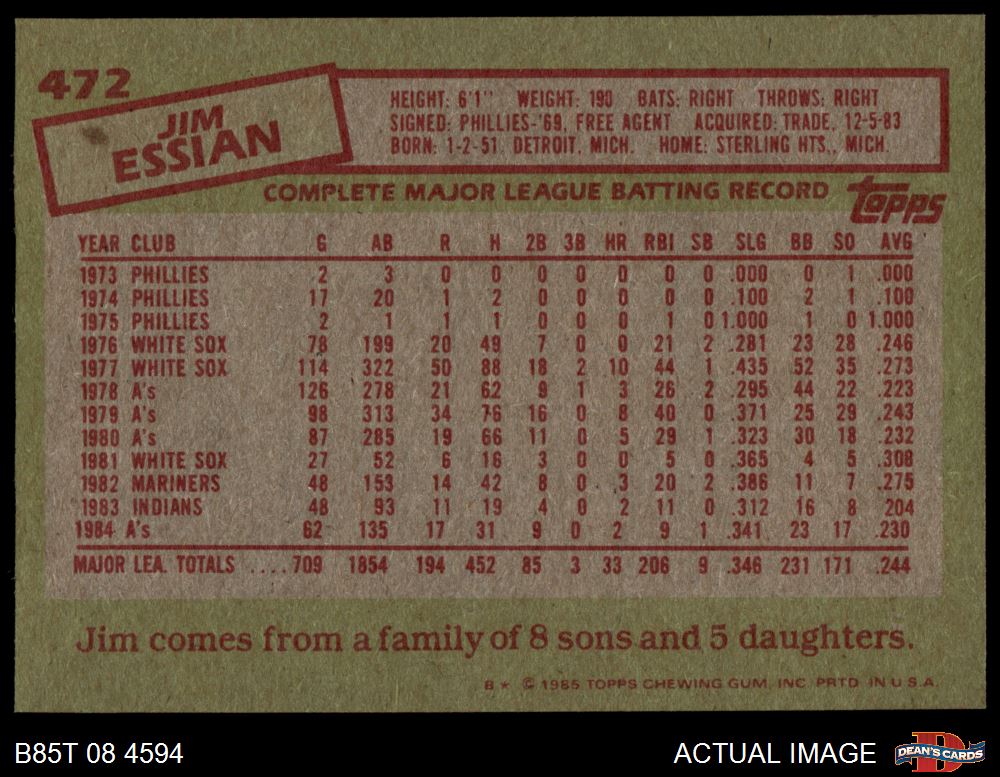 472
JIM
ESSIAN
HEIGHT: 6'1" WEIGHT: 190 BATS: RIGHT THROWS: RIGHT
SIGNED: PHILLIES-'69, FREE AGENT ACQUIRED: TRADE, 12-5-83
BORN: 1-2-51, DETROIT, MICH. HOME: STERLING HTS., MICH.
COMPLETE MAJOR LEAGUE BATTING RECORD
Topps
YEAR CLUB G AB R H 2B 3B HR RBI SB SLG BB SO AVG
1973 PHILLIES 2 3 0 0 0 0 0 0 0 .000 0 1 .000
1974 PHILLIES 17 20 1 2 0 0 0 0 0 .100 2 1 .100
1975 PHILLIES 2 1 1 1 0 0 0 1 0 1.000 1 0 1.000
1976 WHITE SOX 78 199 20 49 7 0 0 21 2 .281 23 28 .246
1977 WHITE SOX 114 322 50 88 18 2 10 44 1 .435 52 35 .273
1978 A's 126 278 21 62 9 1 3 26 2 .295 44 22 .223
1979 A's 98 313 34 76 16 0 8 40 0 .371 25 29 .243
1980 A's 87 285 19 66 11 0 5 29 1 .323 30 18 .232
1981 WHITE SOX 27 52 6 16 3 0 0 5 0 .365 4 5 .308
1982 MARINERS 48 153 14 42 8 0 3 20 2 .386 11 7 .275
1983 INDIANS 48 93 11 19 4 0 2 11 0 .312 16 8 .204
1984 A's 62 135 17 31 9 0 2 9 1 .341 23 17 .230
MAJOR LEA. TOTALS ....709 1854 194 452 85 3 33 206 9 .346 231 171 .244
Jim comes from a family of 8 sons and 5 daughters.
B* © 1985 TOPPS CHEWING GUM, INC. PRTD. IN U.S.A.
B85T 08 4594
ACTUAL IMAGE
D
DEAN'S CARDS